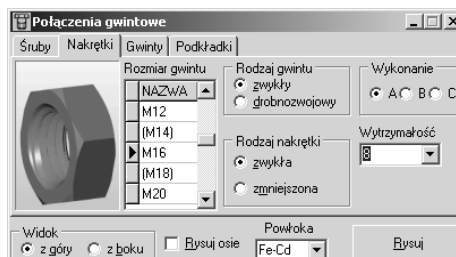 Połączenia gwintowe
Śruby Nakrętki Gwinty Podkładki
Rozmiar gwintu
NAZWA
M12
(M14)
M16
(M18)
M20
Rodzaj gwintu
zwykły
drobnozwojowy
Rodzaj nakrętki
zwykła
zmniejszona
Wykonanie
A B C
Wytrzymałość
8
Widok
z góry z boku
Rysuj osie
Powłoka
Fe-Cd
Rysuj